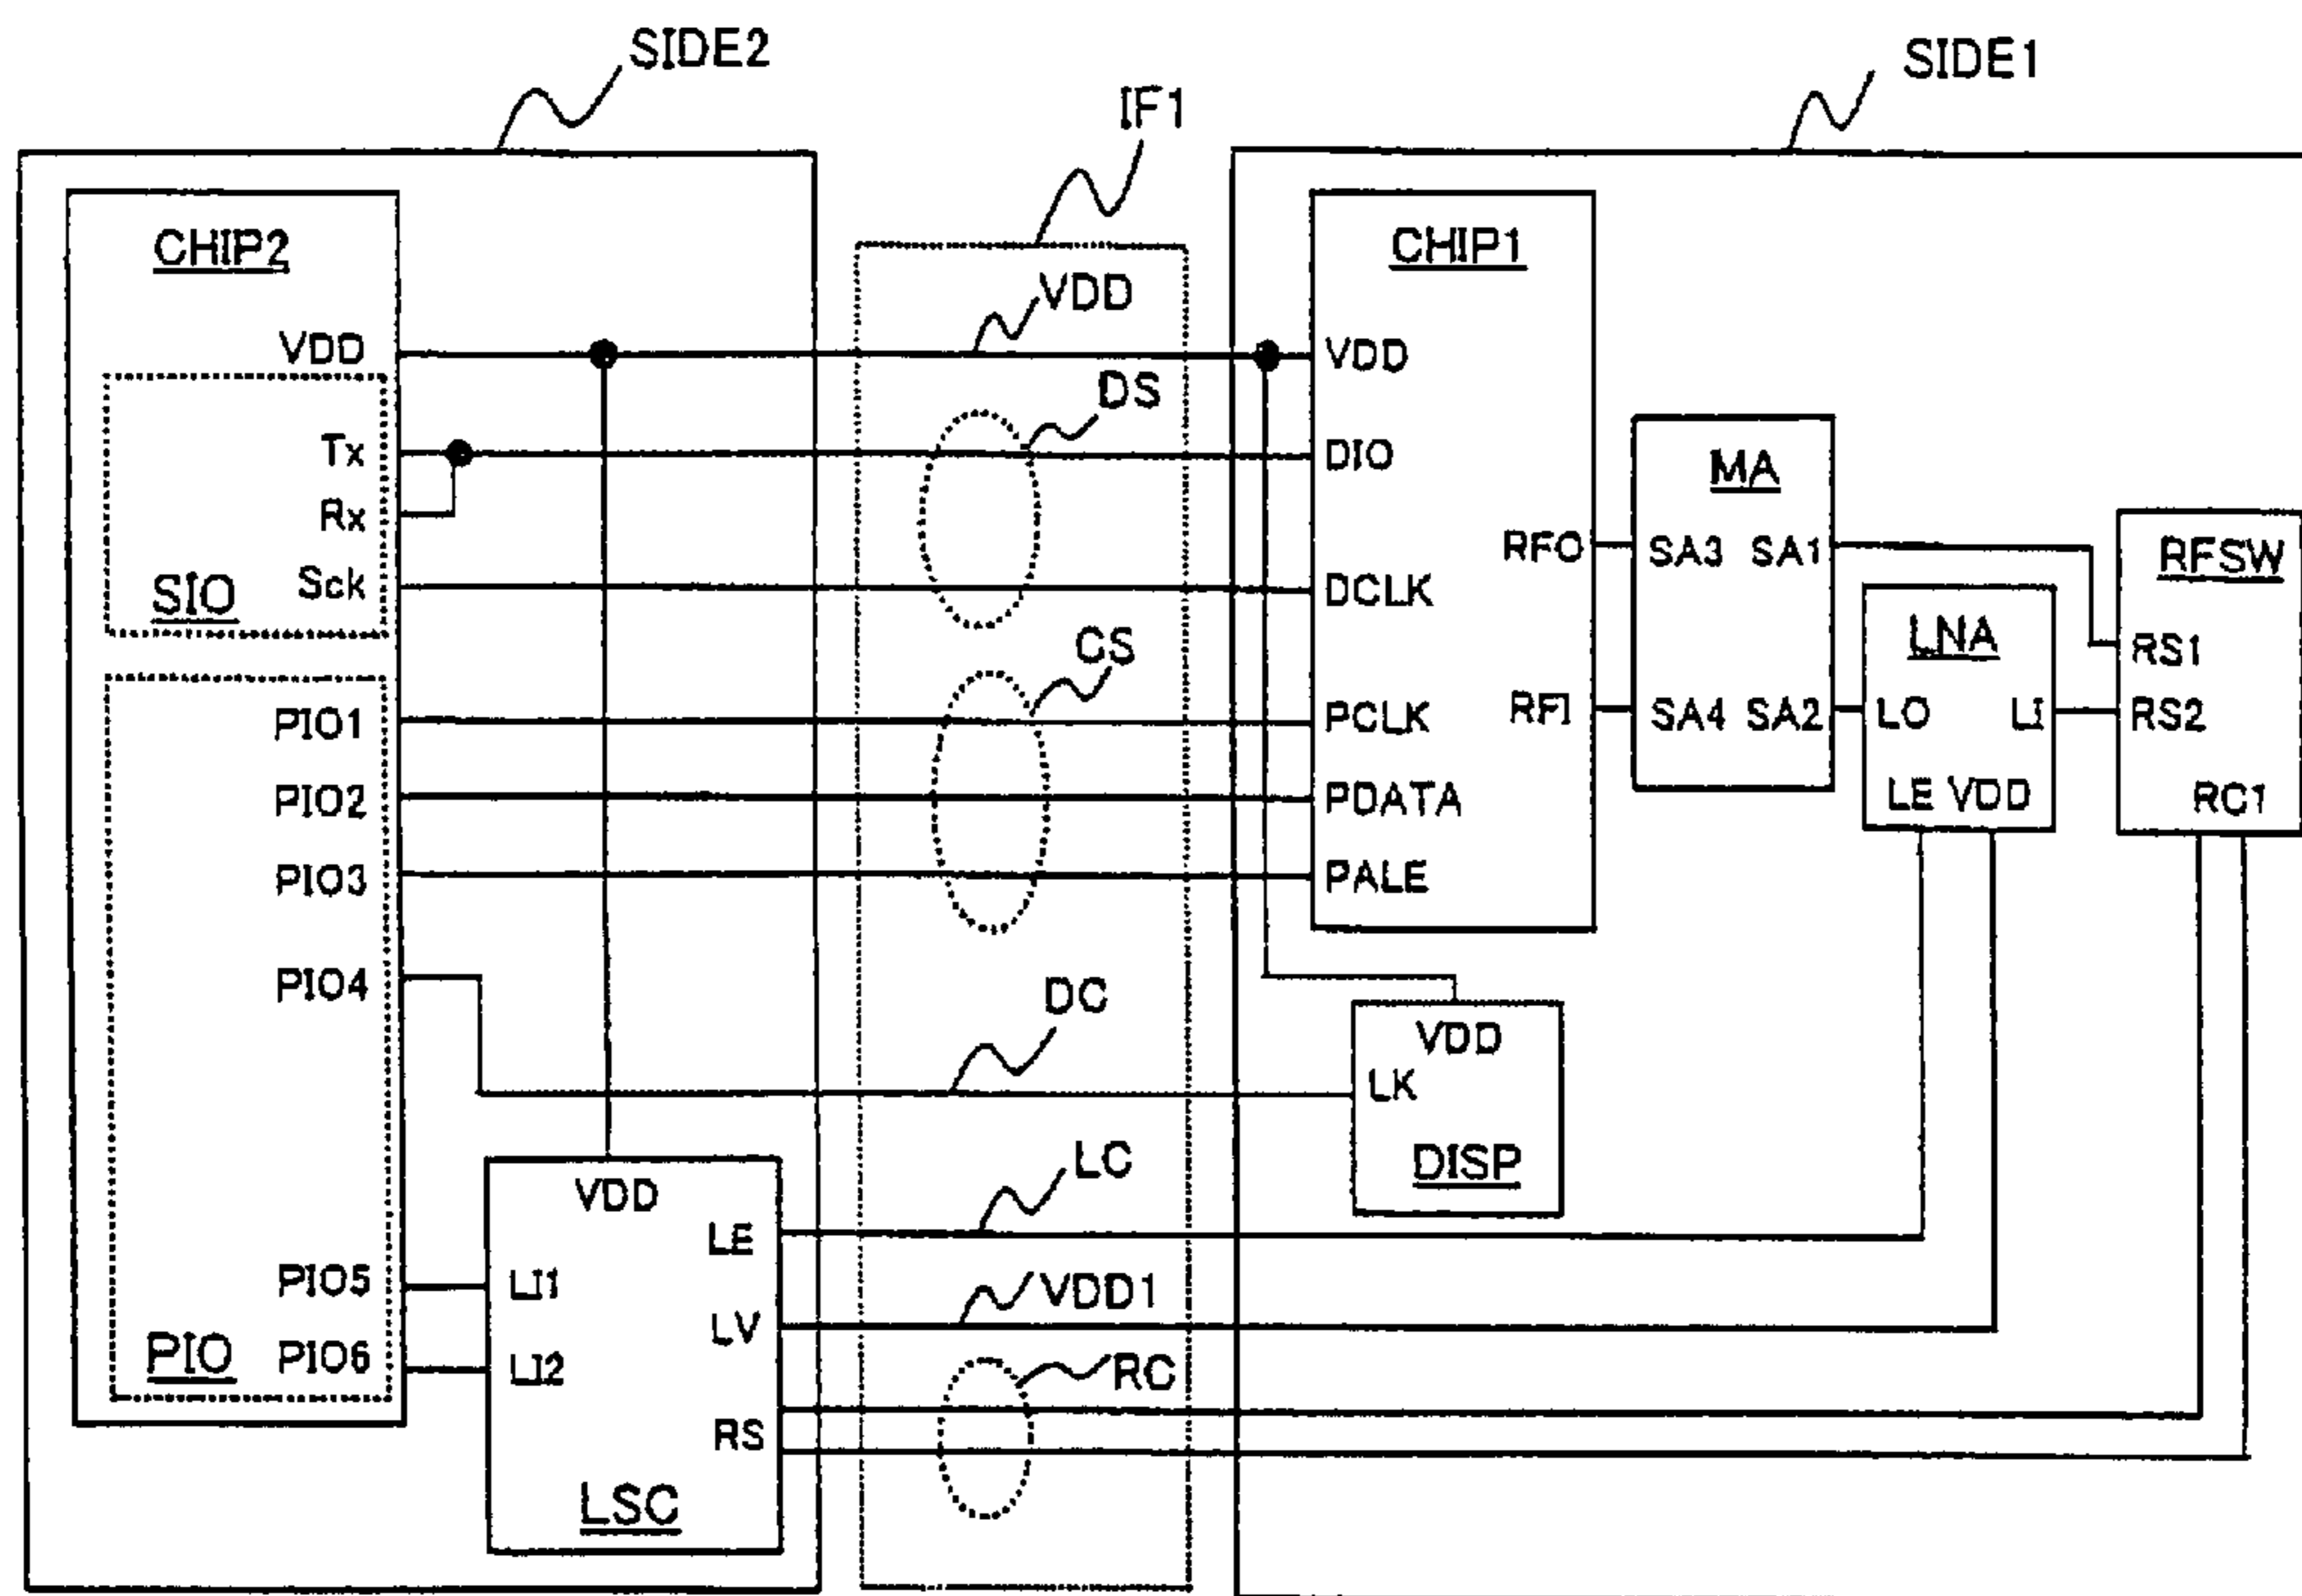 SIDE2
SIDE1
IF1
CHIP2
VDD
Tx
Rx
Sck
SIO
PIO1
PIO2
PIO3
PIO4
PIO5
PIO6
PIO
VDD
LI1
LI2
LE
LV
RS
LSC
VDD
DS
CS
DC
LC
VDD1
RC
CHIP1
VDD
DIO
DCLK
PCLK
PDATA
PALE
RFO
RFI
MA
SA3 SA1
SA4 SA2
LNA
LO LI
LE VDD
RFSW
RS1
RS2
RC1
VDD
LK
DISP